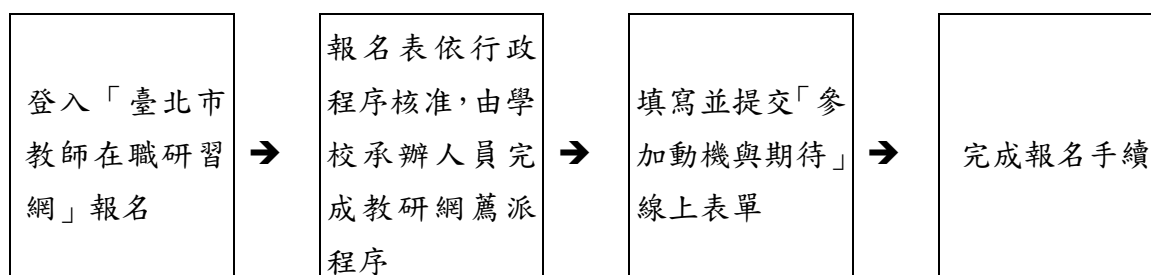 登入「臺北市
教師在職研習
網」報名
➔
報名表依行政
程序核准，由學
校承辦人員完
成教研網薦派
程序
➔
填寫並提交「參
加動機與期待」
線上表單
➔
完成報名手續